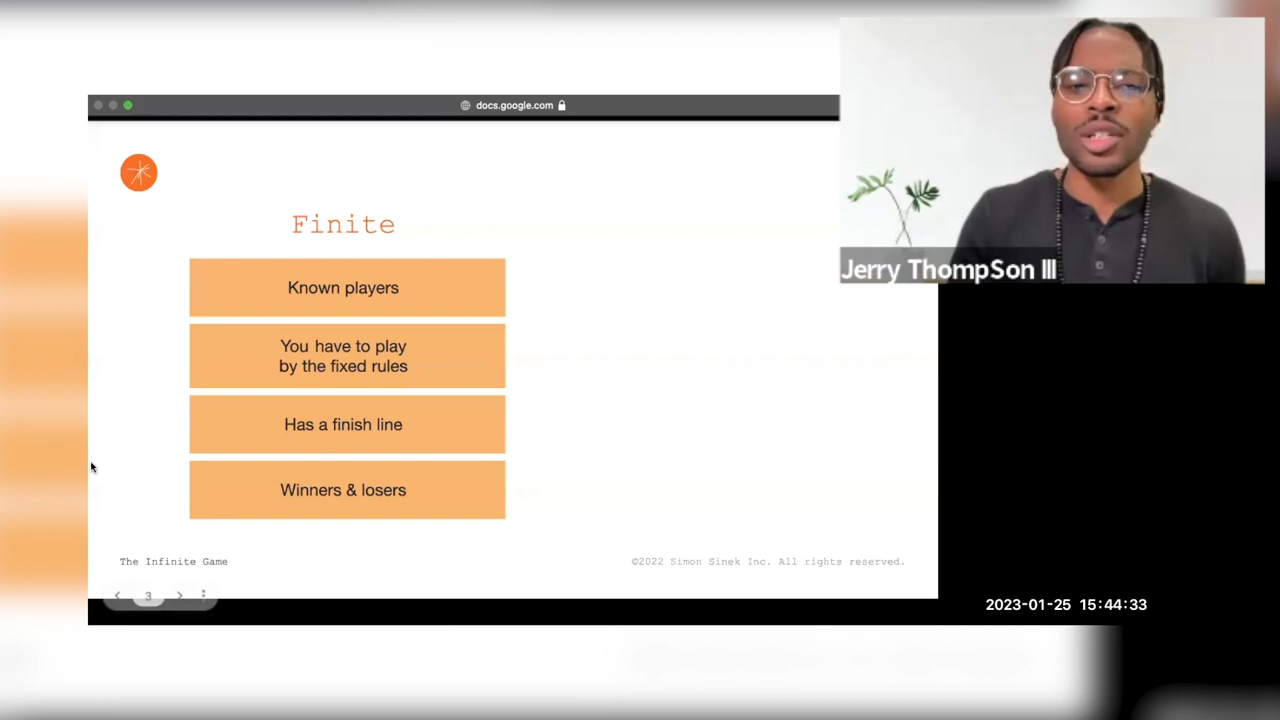 docs.google.com
Jerry ThompSon III
Finite
Known players
You have to play
by the fixed rules
Has a finish line
Winners & losers
The Infinite Game
©2022 Simon Sinek Inc. All rights reserved.
3
2023-01-25 15:44:33